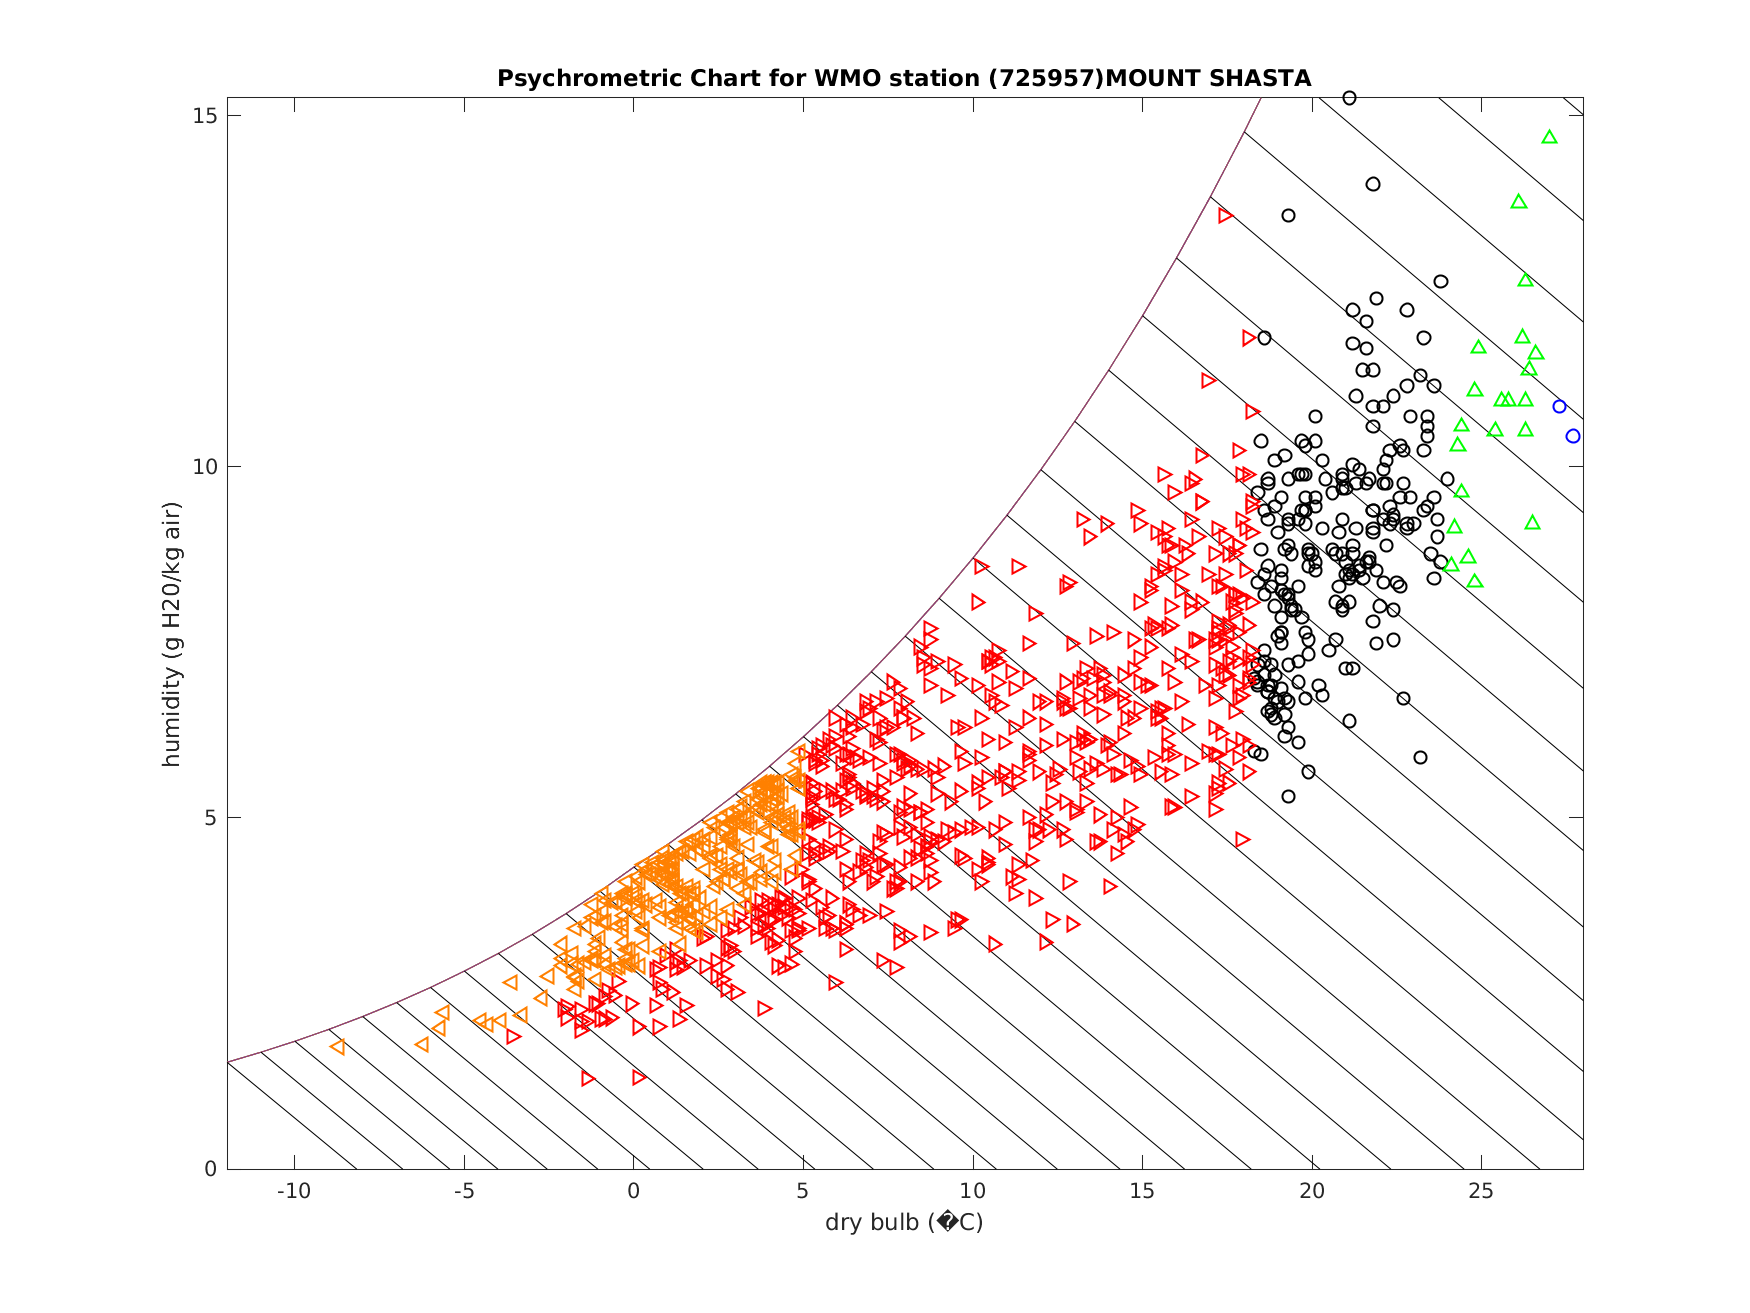 Psychrometric Chart for WMO station (725957)MOUNT SHASTA
15
10
5
0
humidity (g H20/kg air)
-10 -5 0 5 10 15 20 25
dry bulb (�C)